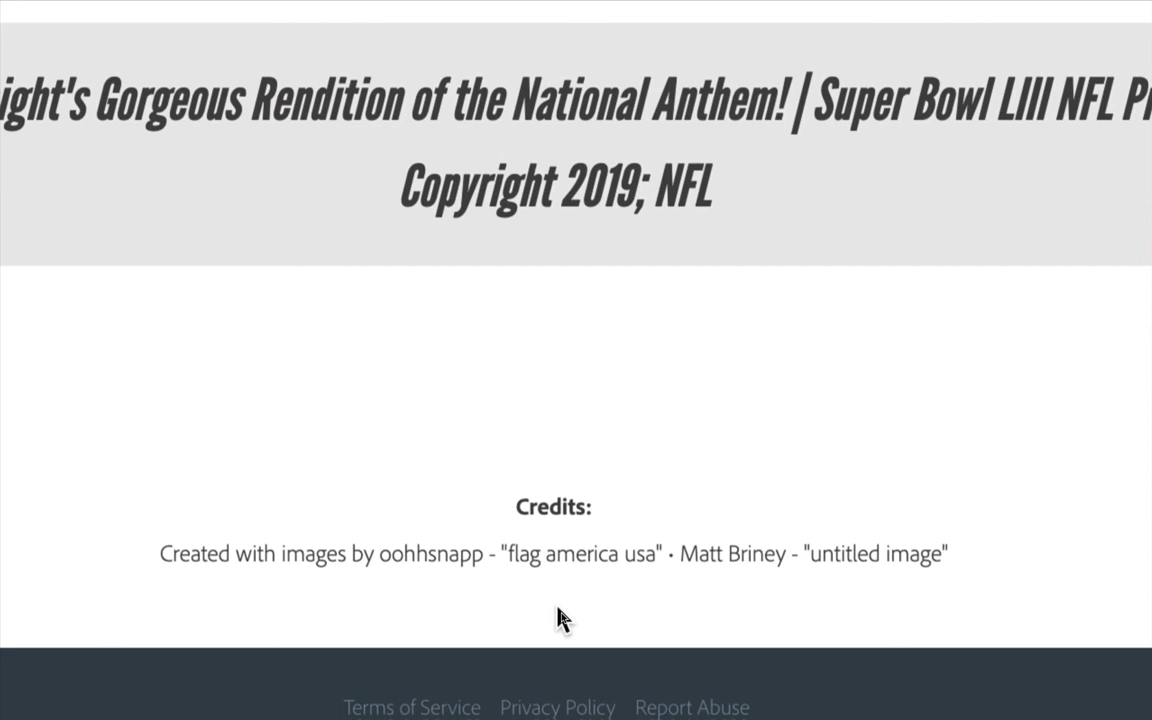 ight's Gorgeous Rendition of the National Anthem! | Super Bowl LIII NFL Pr
Copyright 2019; NFL
Credits:
Created with images by oohhsnapp - "flag america usa" • Matt Briney - "untitled image"
Terms of Service Privacy Policy Report Abuse